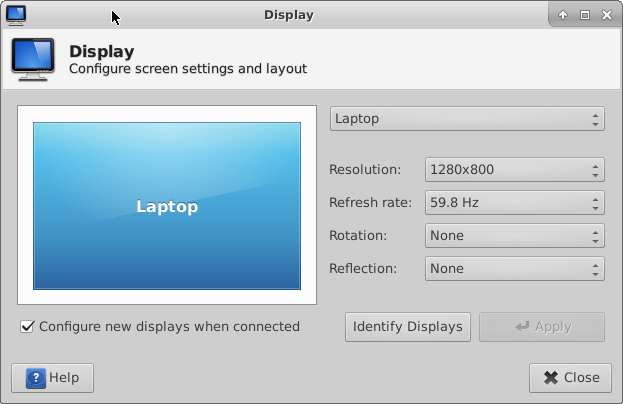 Display
Display
Configure screen settings and layout
Laptop
Laptop
Resolution: 1280x800
Refresh rate: 59.8 Hz
Rotation: None
Reflection: None
Configure new displays when connected
Identify Displays
Apply
Help
Close